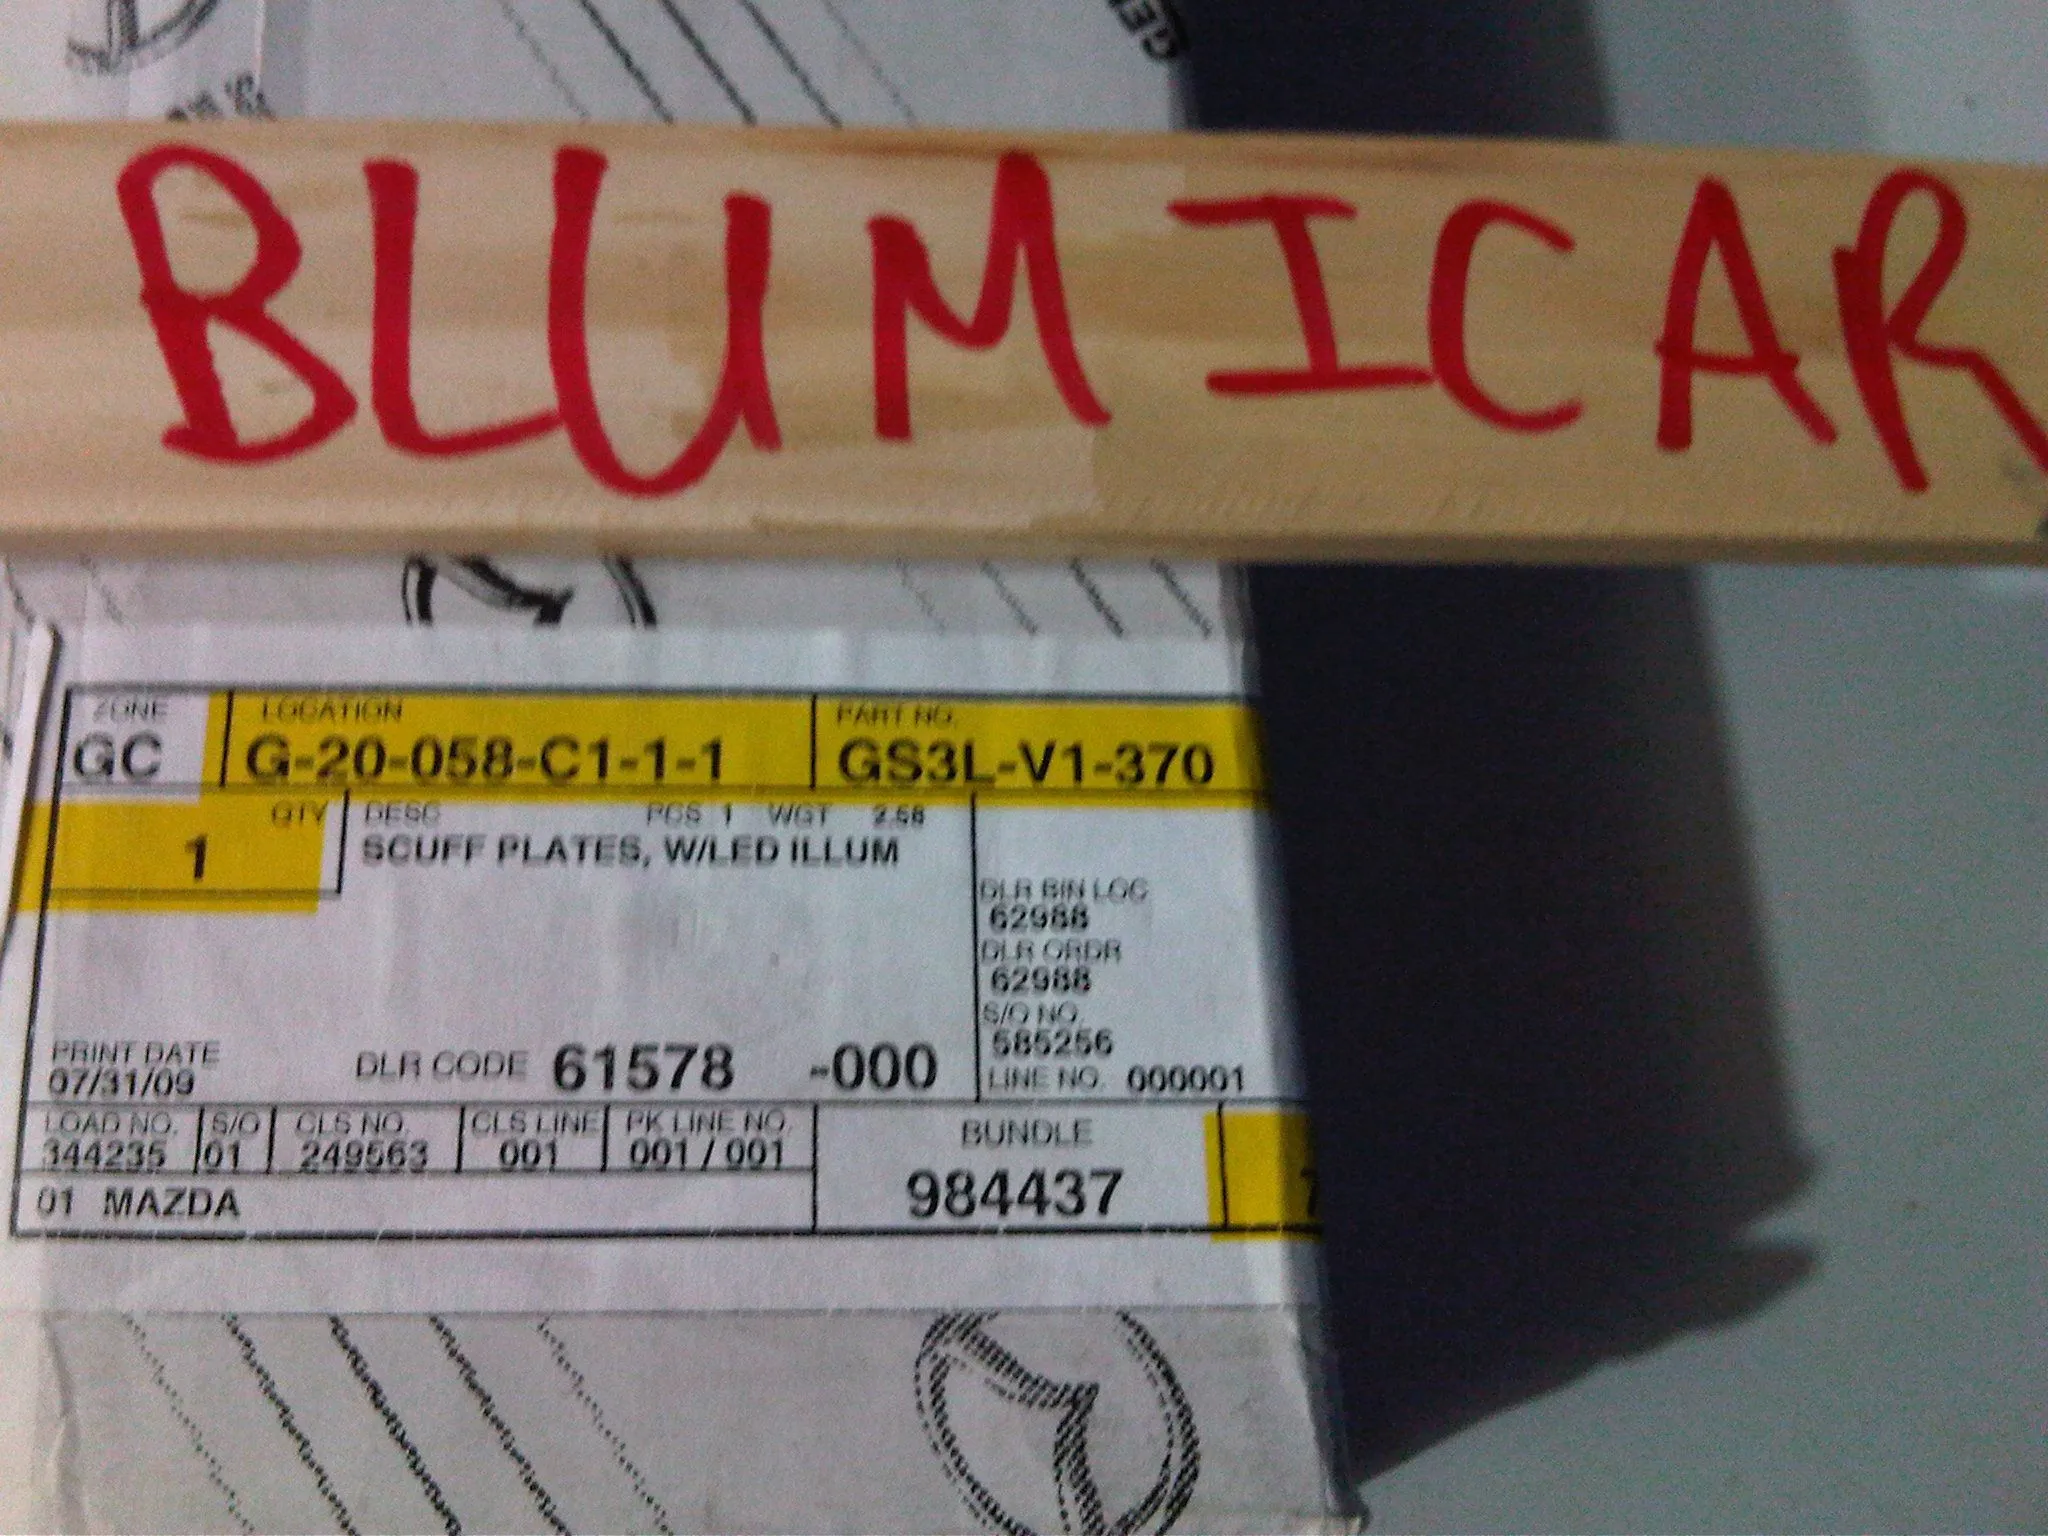 GEN
BLUMICAR
ZONE LOCATION PART NO.
GC G-20-058-C1-1-1 GS3L-V1-370
QTY DESC PCS 1 WGT 2.58
1 SCUFF PLATES, W/LED ILLUM
DLR BIN LOC
62988
DLR ORDR
62988
S/O NO.
585256
PRINT DATE
07/31/09
DLR CODE 61578 -000
LINE NO. 000001
LOAD NO. S/O CLS NO. CLS LINE PK LINE NO. BUNDLE
344235 01 249563 001 001 / 001 984437
01 MAZDA